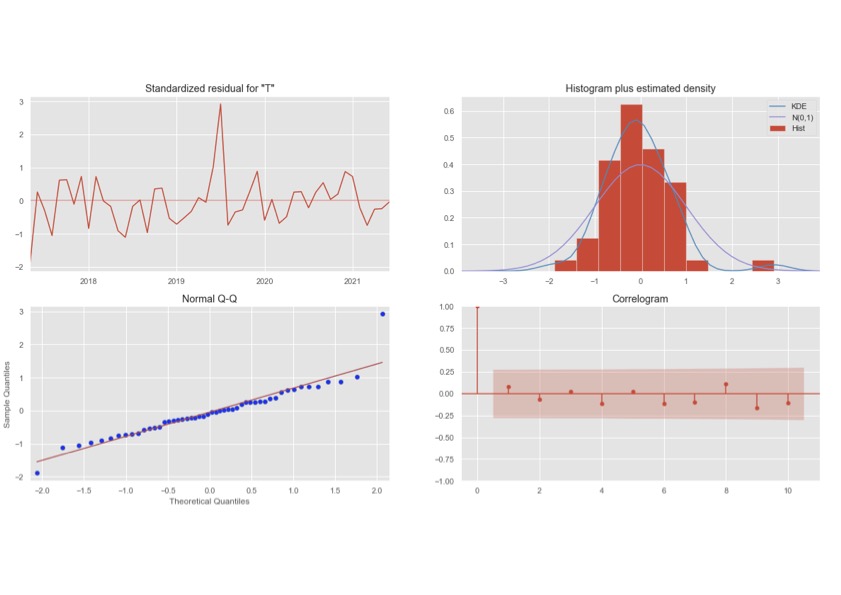 Standardized residual for "T"
3
2
1
0
−1
−2
2018 2019 2020 2021
Histogram plus estimated density
KDE
N(0,1)
Hist
0.6
0.5
0.4
0.3
0.2
0.1
0.0
−3 −2 −1 0 1 2 3
Normal Q-Q
Sample Quantiles
3
2
1
0
−1
−2
−2.0 −1.5 −1.0 −0.5 0.0 0.5 1.0 1.5 2.0
Theoretical Quantiles
Correlogram
1.00
0.75
0.50
0.25
0.00
−0.25
−0.50
−0.75
−1.00
0 2 4 6 8 10